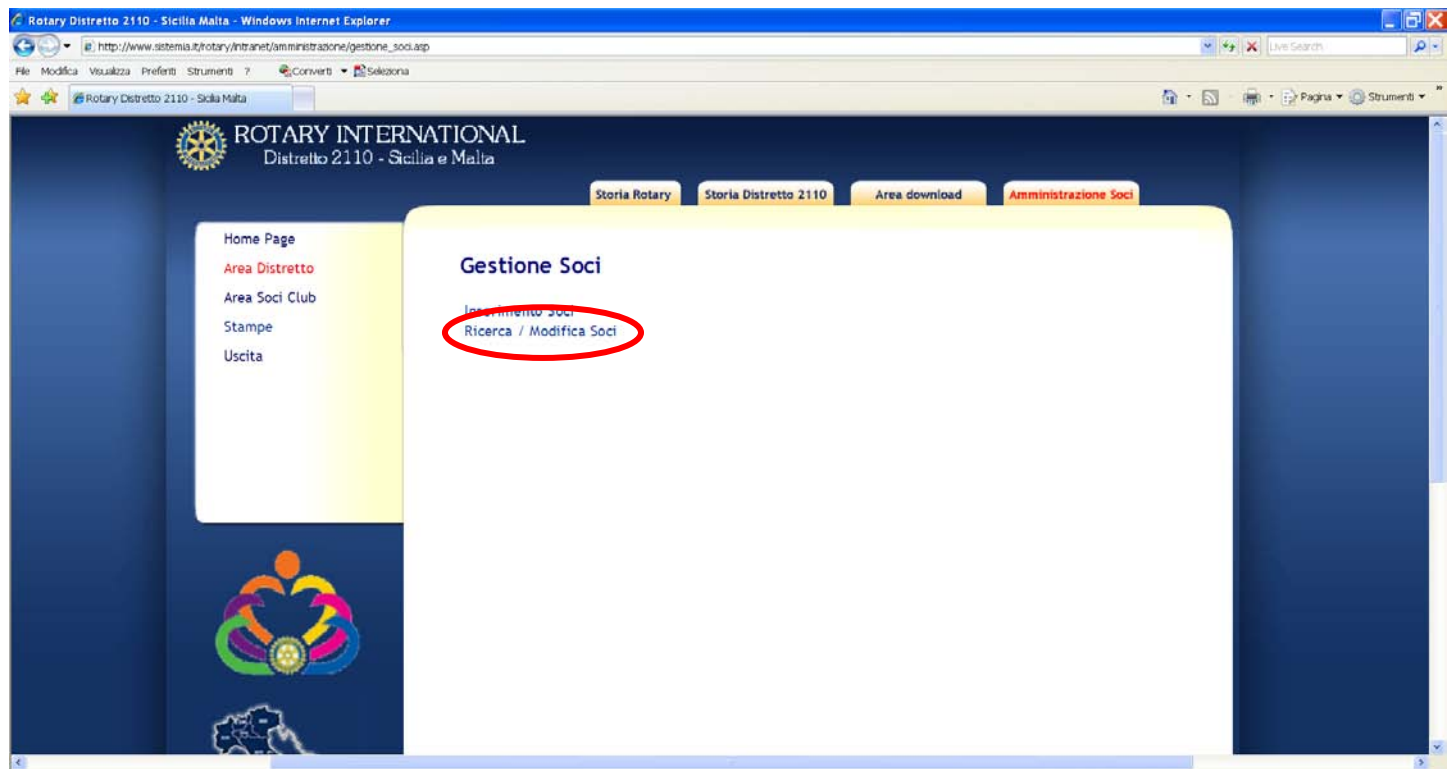 Rotary Distretto 2110 - Sicilia Malta - Windows Internet Explorer
http://www.sistemia.it/rotary/intranet/amministrazione/gestione_soci.asp
Live Search
File Modifica Visualizza Preferiti Strumenti ? Converti Seleziona
Rotary Distretto 2110 - Sicilia Malta
Pagina Strumenti
ROTARY INTERNATIONAL
Distretto 2110 - Sicilia e Malta
Storia Rotary Storia Distretto 2110 Area download Amministrazione Soci
Home Page
Area Distretto
Area Soci Club
Stampe
Uscita
Gestione Soci
Inserimento Soci
Ricerca / Modifica Soci